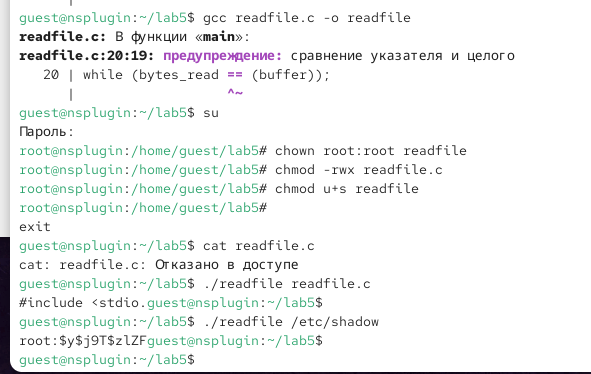 guest@nsplugin:~/lab5$ gcc readfile.c -o readfile
readfile.c: В функции «main»:
readfile.c:20:19: предупреждение: сравнение указателя и целого
   20 | while (bytes_read == (buffer));
      |                   ^~
guest@nsplugin:~/lab5$ su
Пароль:
root@nsplugin:/home/guest/lab5# chown root:root readfile
root@nsplugin:/home/guest/lab5# chmod -rwx readfile.c
root@nsplugin:/home/guest/lab5# chmod u+s readfile
root@nsplugin:/home/guest/lab5#
exit
guest@nsplugin:~/lab5$ cat readfile.c
cat: readfile.c: Отказано в доступе
guest@nsplugin:~/lab5$ ./readfile readfile.c
#include <stdio.guest@nsplugin:~/lab5$
guest@nsplugin:~/lab5$ ./readfile /etc/shadow
root:$y$j9T$zlZFguest@nsplugin:~/lab5$
guest@nsplugin:~/lab5$